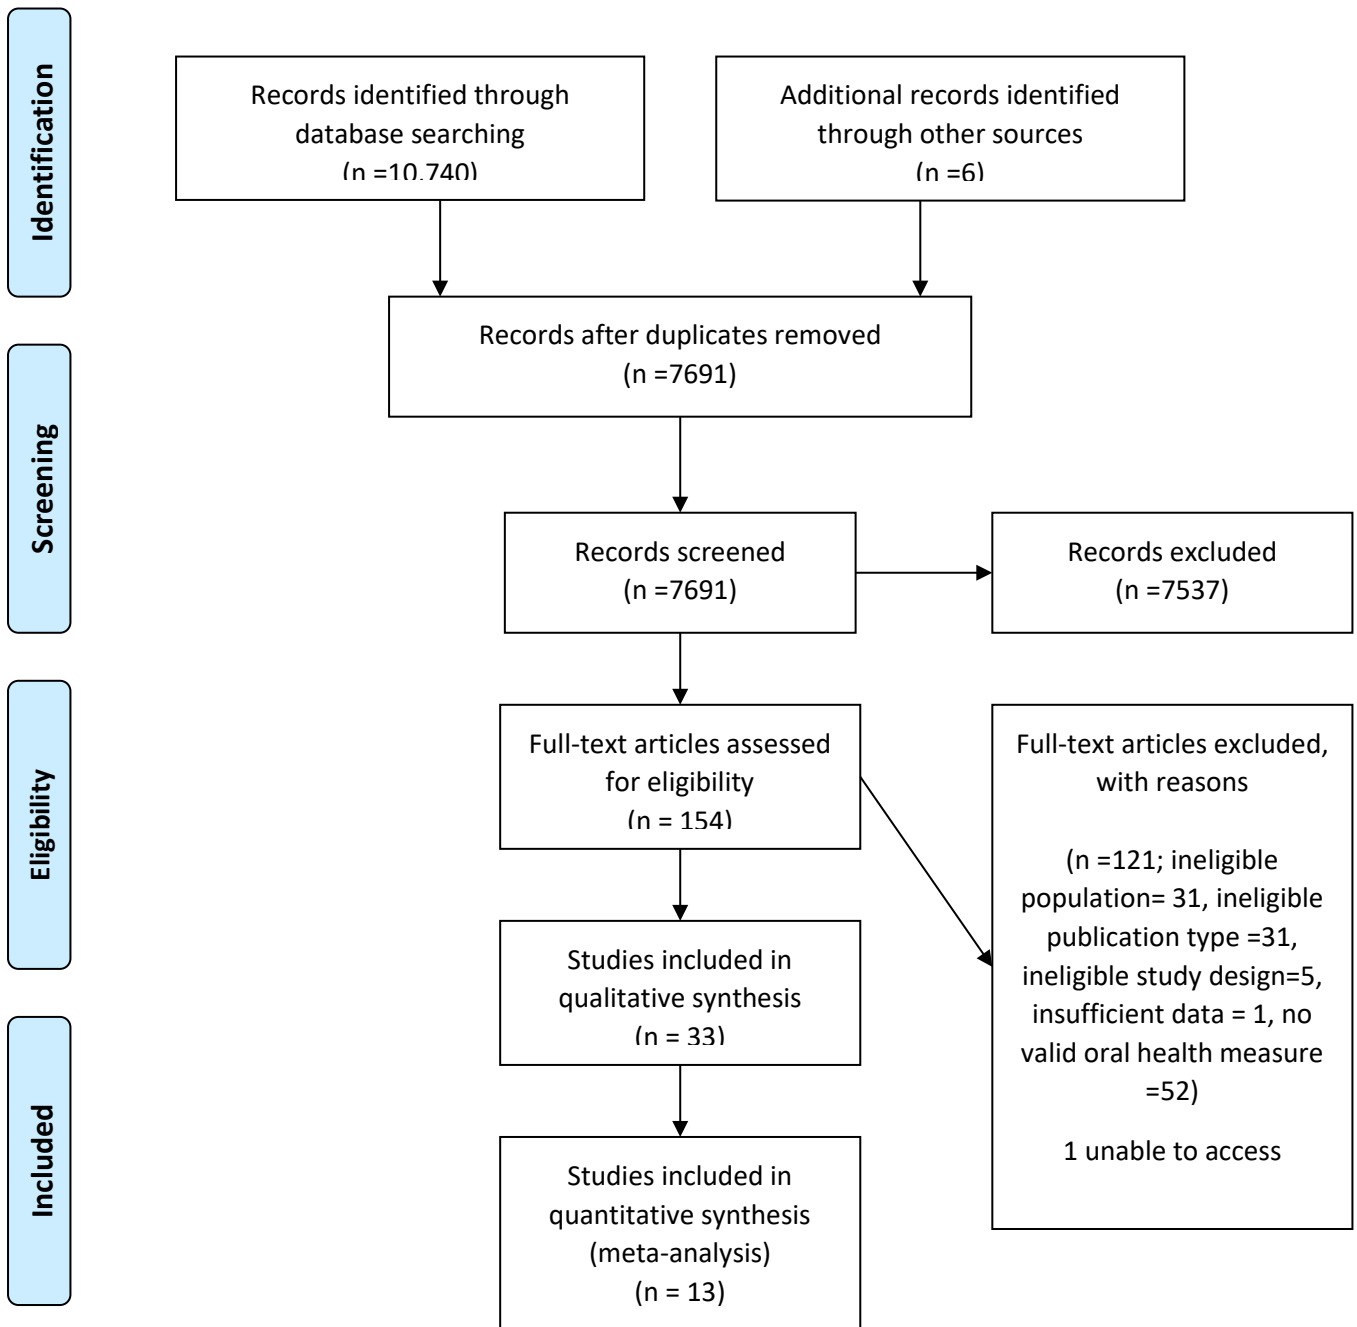 Identification
Records identified through
database searching
(n =10,740)
Additional records identified
through other sources
(n =6)
Records after duplicates removed
(n =7691)
Screening
Records screened
(n =7691)
Records excluded
(n =7537)
Eligibility
Full-text articles assessed
for eligibility
(n = 154)
Full-text articles excluded,
with reasons
(n =121; ineligible
population= 31, ineligible
publication type =31,
ineligible study design=5,
insufficient data = 1, no
valid oral health measure
=52)
1 unable to access
Studies included in
qualitative synthesis
(n = 33)
Included
Studies included in
quantitative synthesis
(meta-analysis)
(n = 13)